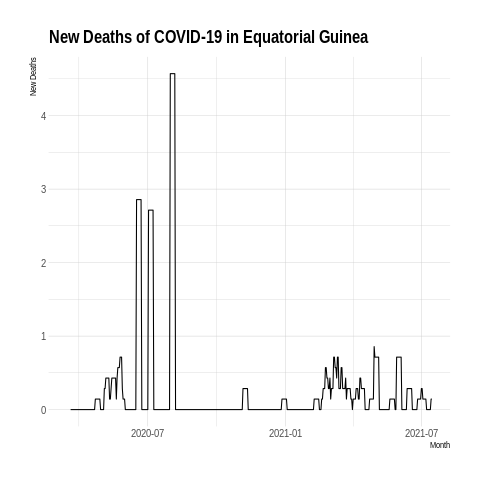 New Deaths of COVID-19 in Equatorial Guinea
New Deaths
4
3
2
1
0
2020-07
2021-01
2021-07
Month